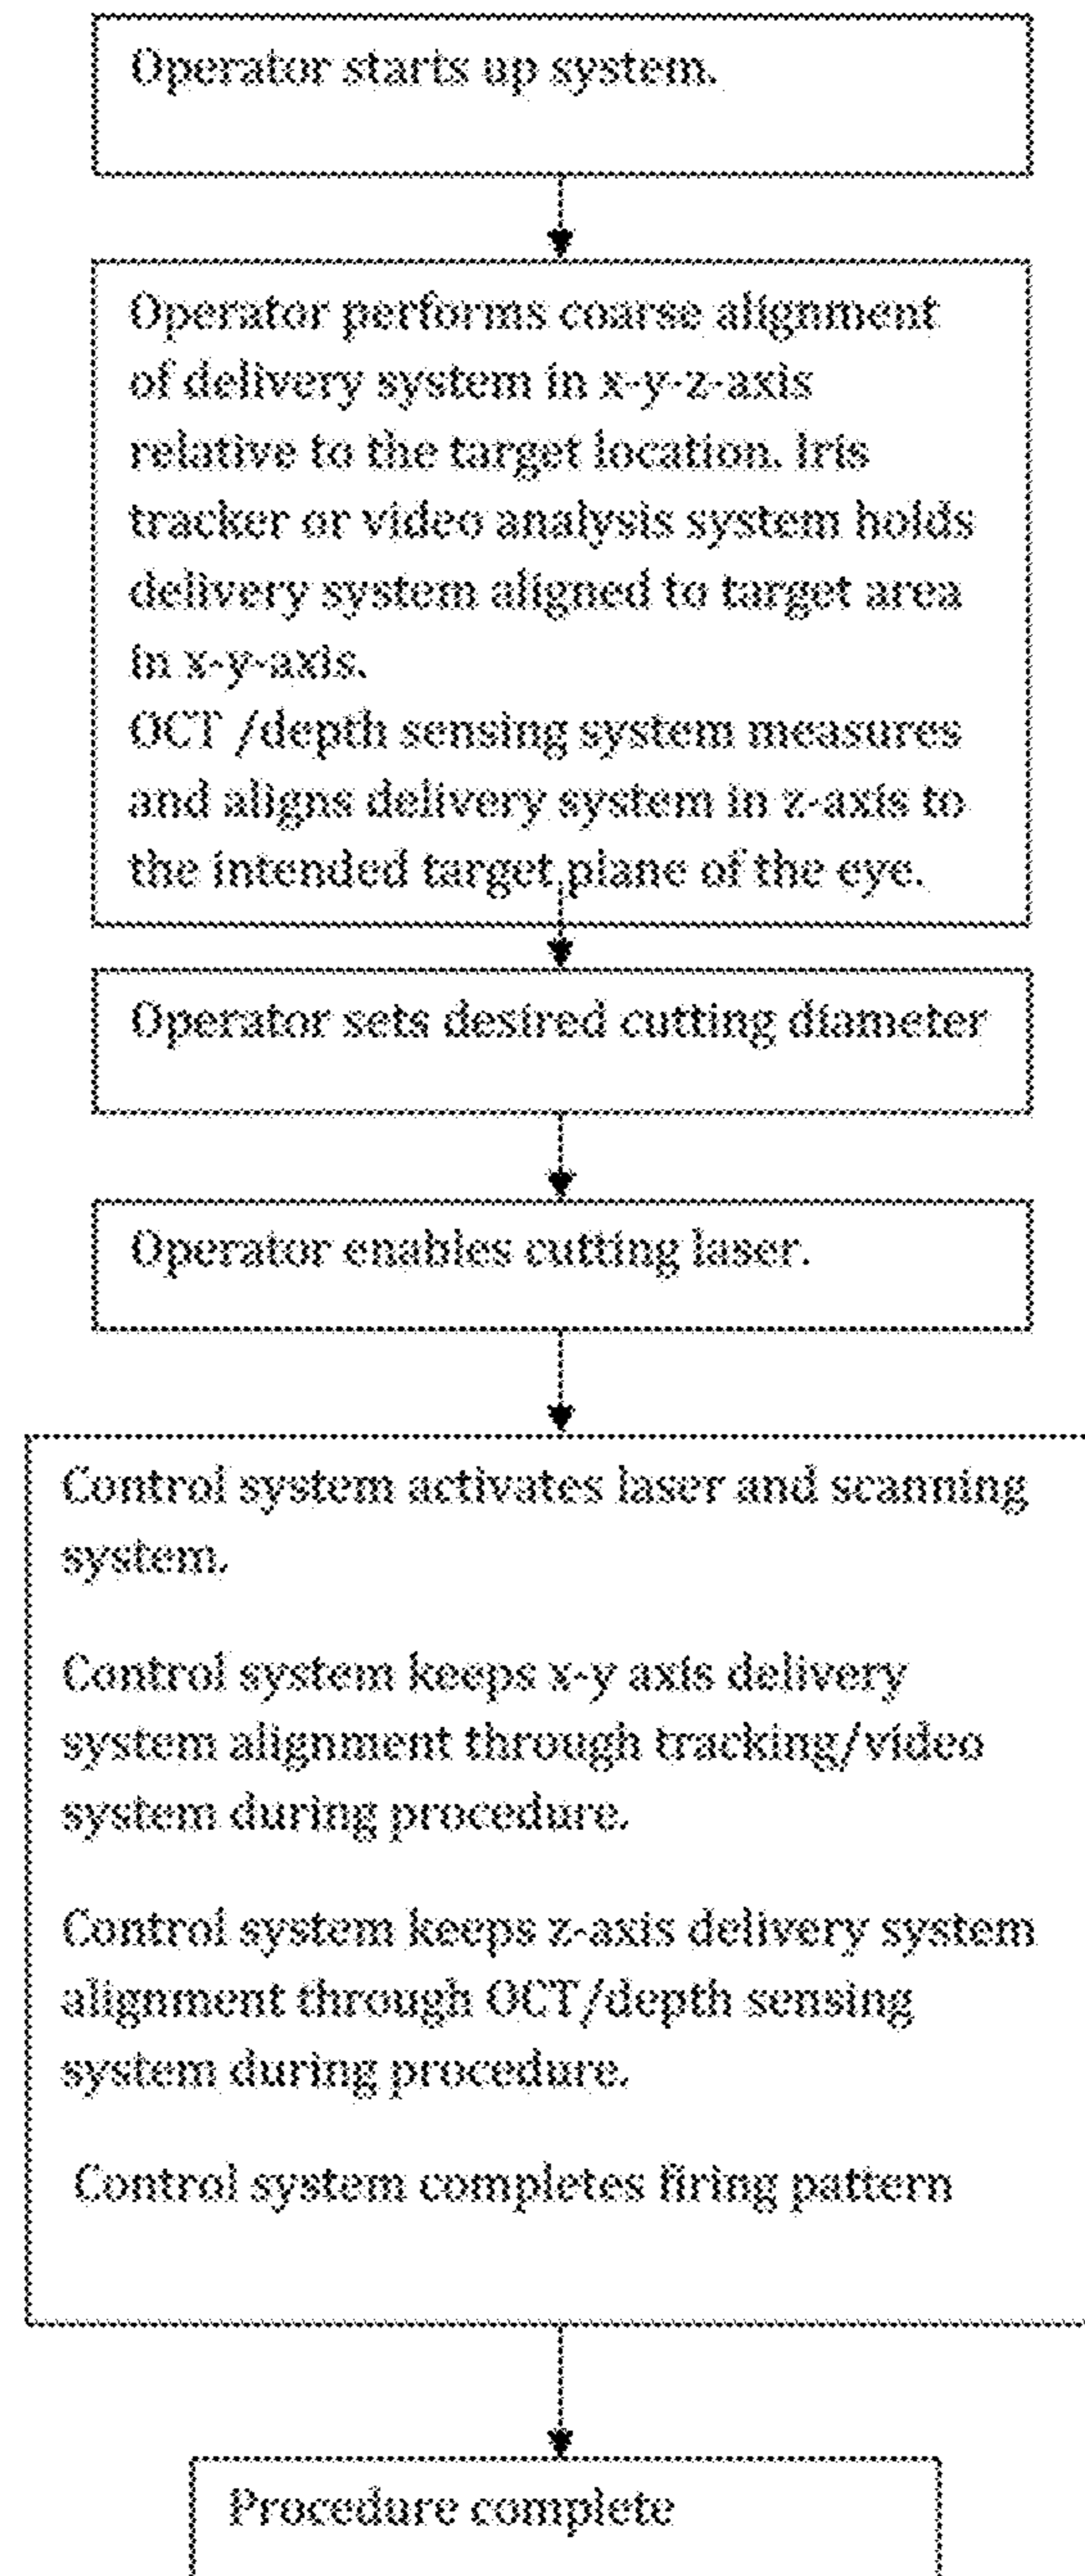 Operator starts up system.
Operator performs coarse alignment
of delivery system in x-y-z-axis
relative to the target location. Iris
tracker or video analysis system holds
delivery system aligned to target area
in x-y-axis.
OCT /depth sensing system measures
and aligns delivery system in z-axis to
the intended target plane of the eye.
Operator sets desired cutting diameter
Operator enables cutting laser.
Control system activates laser and scanning
system.
Control system keeps x-y axis delivery
system alignment through tracking/video
system during procedure.
Control system keeps z-axis delivery system
alignment through OCT/depth sensing
system during procedure.
Control system completes firing pattern
Procedure complete